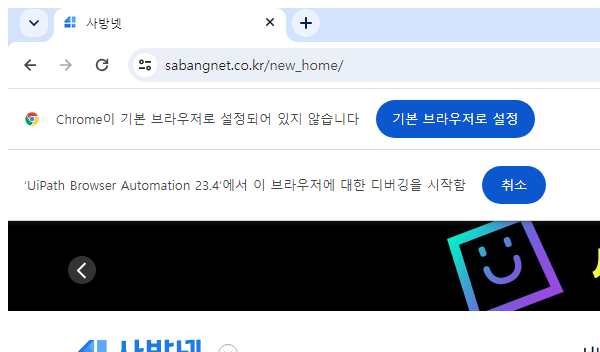 사방넷
sabangnet.co.kr/new_home/
Chrome이 기본 브라우저로 설정되어 있지 않습니다 기본 브라우저로 설정
'UiPath Browser Automation 23.4'에서 이 브라우저에 대한 디버깅을 시작함 취소
사방넷